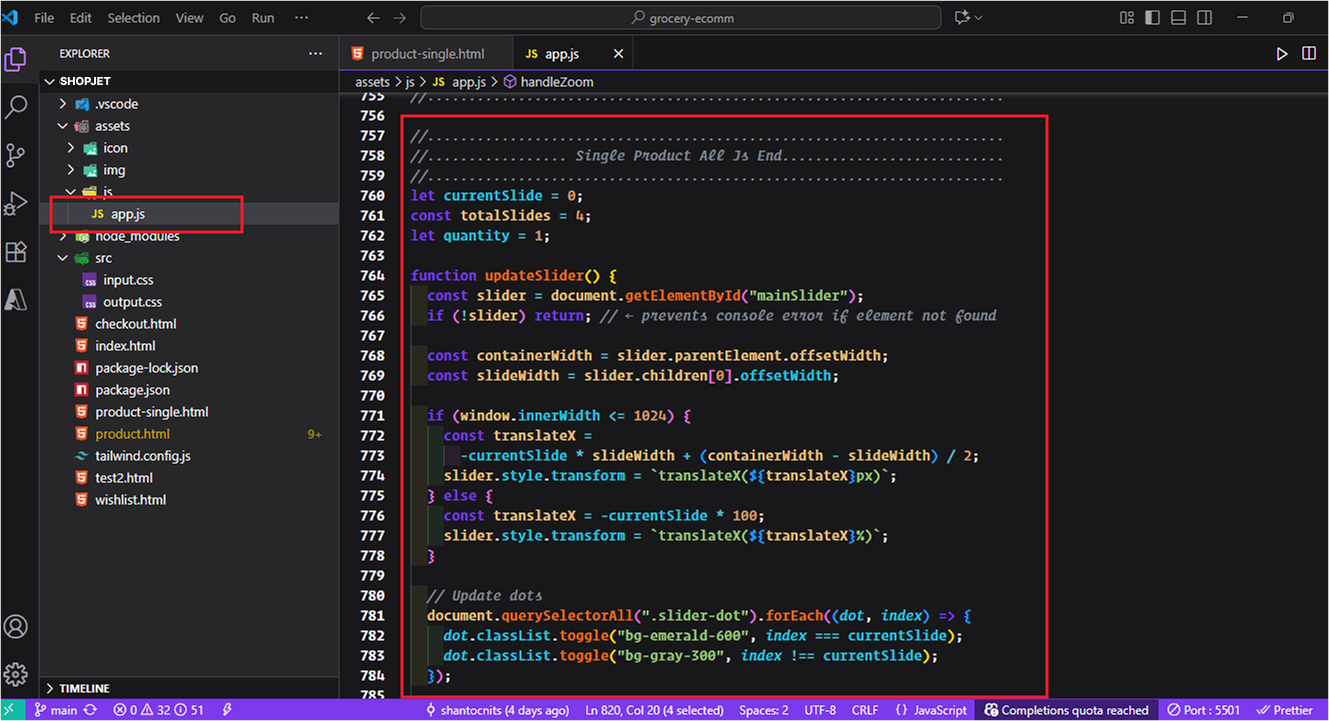 File Edit Selection View Go Run ··· grocery-ecomm
EXPLORER ···
SHOPJET
.vscode
assets
icon
img
js
JS app.js
node_modules
src
input.css
output.css
checkout.html
index.html
package-lock.json
package.json
product-single.html
product.html 9+
tailwind.config.js
test2.html
wishlist.html
TIMELINE
product-single.html JS app.js
assets > js > JS app.js > handleZoom
755 //......................................................................
756
757 //......................................................................
758 //................. Single Product All Js End...........................
759 //......................................................................
760 let currentSlide = 0;
761 const totalSlides = 4;
762 let quantity = 1;
763
764 function updateSlider() {
765 const slider = document.getElementById("mainSlider");
766 if (!slider) return; // ← prevents console error if element not found
767
768 const containerWidth = slider.parentElement.offsetWidth;
769 const slideWidth = slider.children[0].offsetWidth;
770
771 if (window.innerWidth <= 1024) {
772 const translateX =
773 -currentSlide * slideWidth + (containerWidth - slideWidth) / 2;
774 slider.style.transform = `translateX(${translateX}px)`;
775 } else {
776 const translateX = -currentSlide * 100;
777 slider.style.transform = `translateX(${translateX}%)`;
778 }
779
780 // Update dots
781 document.querySelectorAll(".slider-dot").forEach((dot, index) => {
782 dot.classList.toggle("bg-emerald-600", index === currentSlide);
783 dot.classList.toggle("bg-gray-300", index !== currentSlide);
784 });
785
main 0 32 51 shantocnits (4 days ago) Ln 820, Col 20 (4 selected) Spaces: 2 UTF-8 CRLF {} JavaScript Completions quota reached Port : 5501 Prettier